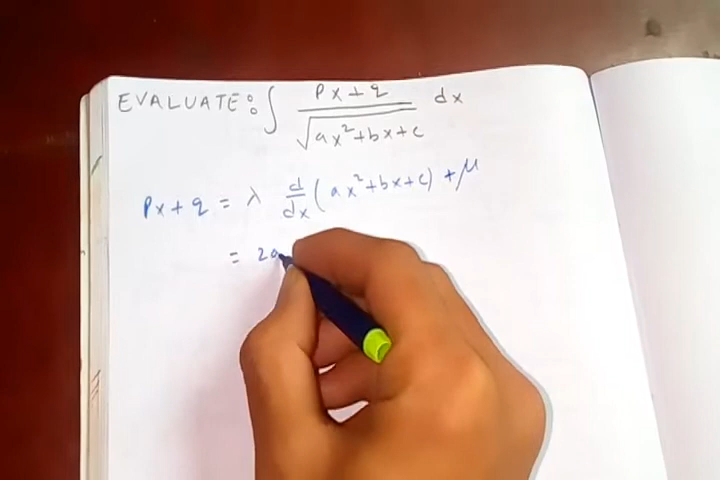 EVALUATE: ∫ px+q / √(ax²+bx+c) dx
px+q = λ d/dx (ax²+bx+c) + μ
= 2a